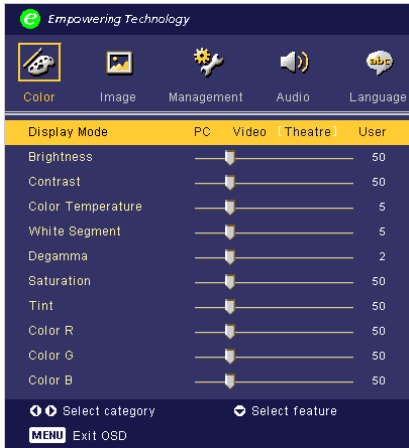 e Empowering Technology
Color Image Management Audio abc Language
Display Mode PC Video [Theatre] User
Brightness 50
Contrast 50
Color Temperature 5
White Segment 5
Degamma 2
Saturation 50
Tint 50
Color R 50
Color G 50
Color B 50
Select category Select feature
MENU Exit OSD